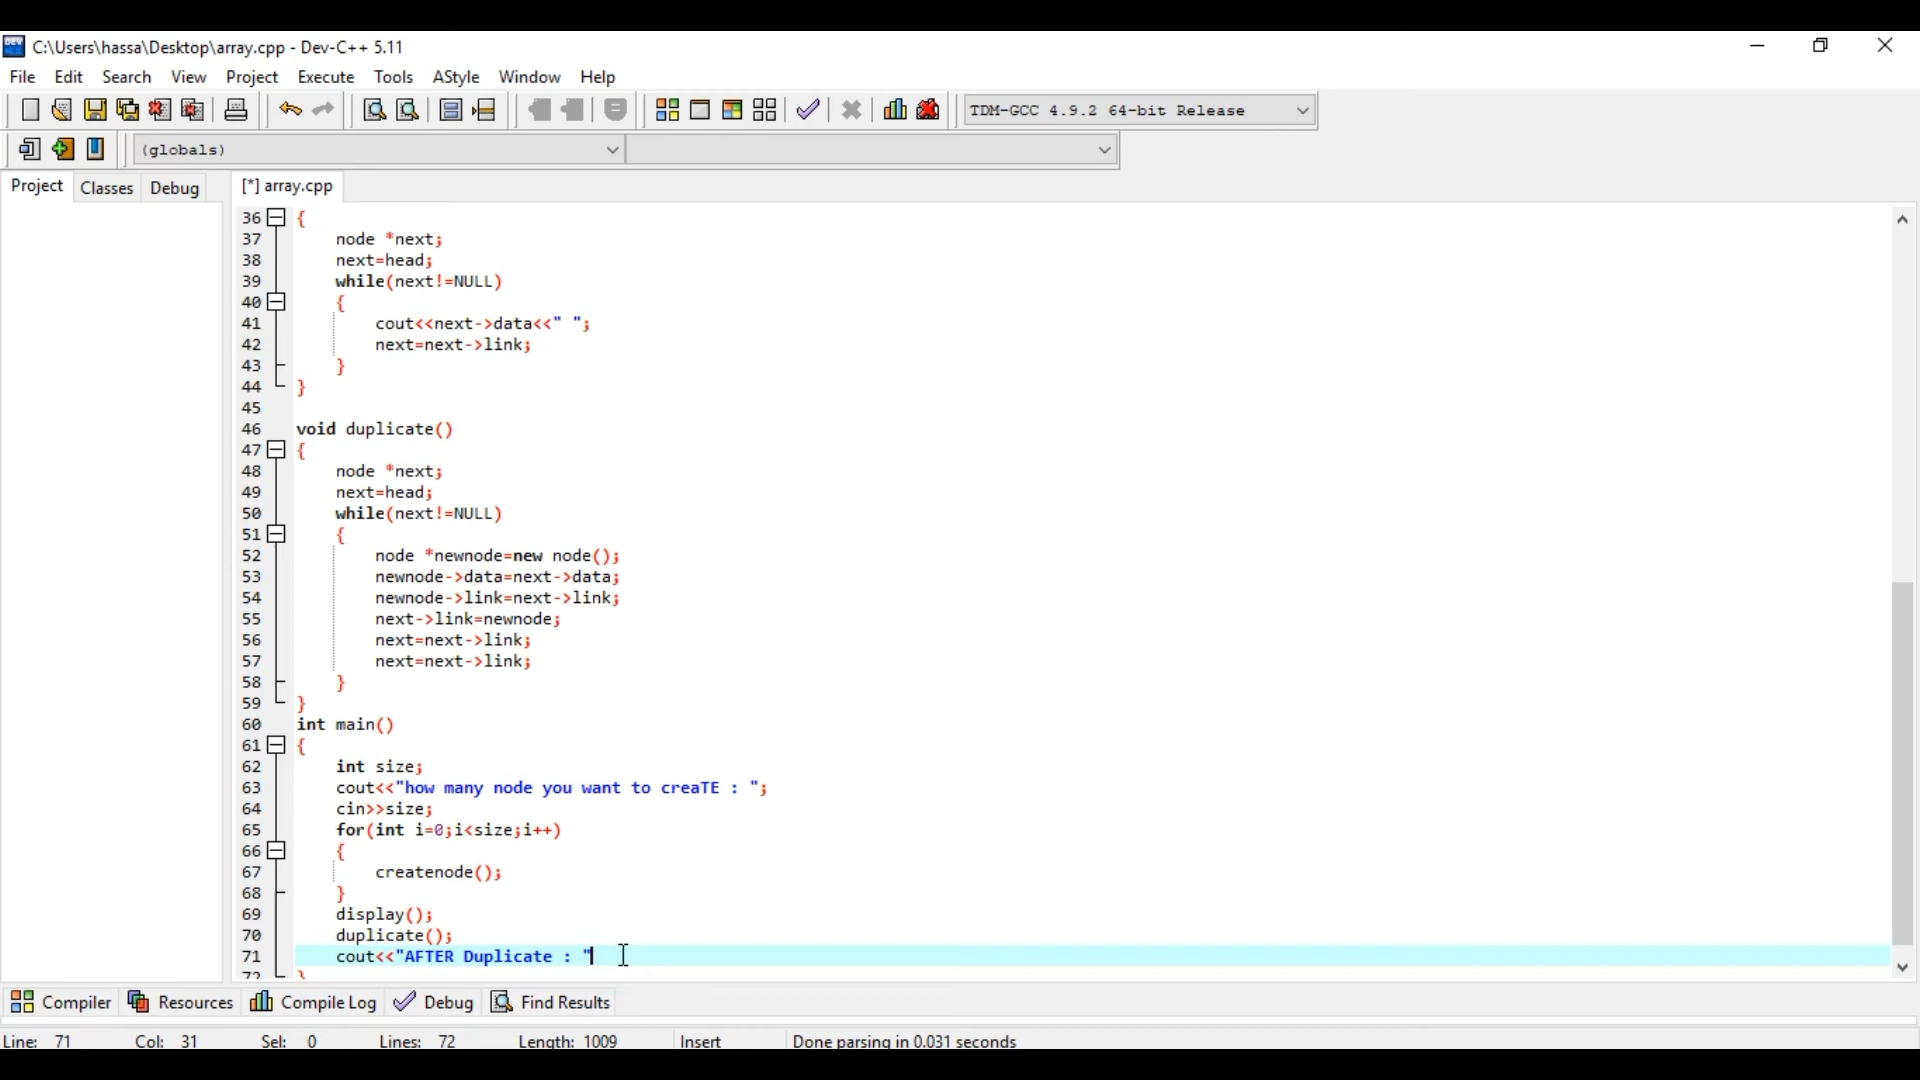 C:\Users\hassa\Desktop\array.cpp - Dev-C++ 5.11
File Edit Search View Project Execute Tools AStyle Window Help
TDM-GCC 4.9.2 64-bit Release
(globals)
Project Classes Debug [*] array.cpp
36 {
37 node *next;
38 next=head;
39 while(next!=NULL)
40 {
41 cout<<next->data<<" ";
42 next=next->link;
43 }
44 }
45
46 void duplicate()
47 {
48 node *next;
49 next=head;
50 while(next!=NULL)
51 {
52 node *newnode=new node();
53 newnode->data=next->data;
54 newnode->link=next->link;
55 next->link=newnode;
56 next=next->link;
57 next=next->link;
58 }
59 }
60 int main()
61 {
62 int size;
63 cout<<"how many node you want to creaTE : ";
64 cin>>size;
65 for(int i=0;i<size;i++)
66 {
67 createnode();
68 }
69 display();
70 duplicate();
71 cout<<"AFTER Duplicate : "
72 }
Compiler Resources Compile Log Debug Find Results
Line: 71 Col: 31 Sel: 0 Lines: 72 Length: 1009 Insert Done parsing in 0.031 seconds